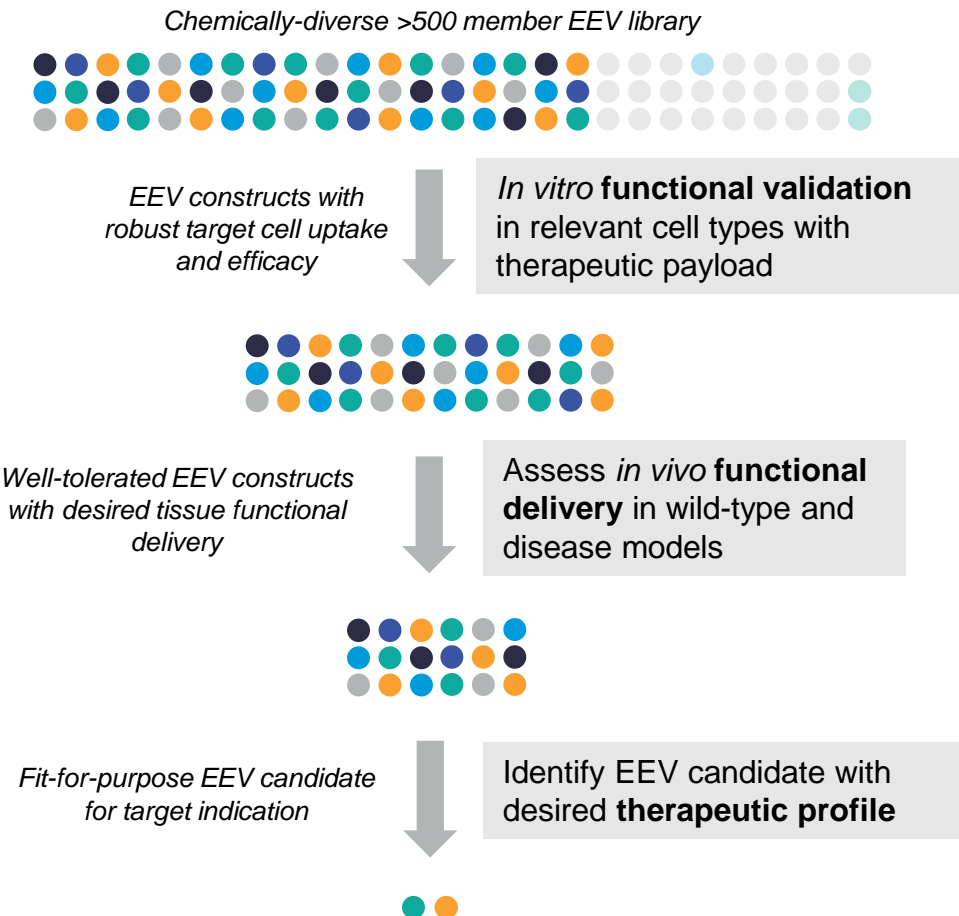 Chemically-diverse >500 member EEV library
EEV constructs with
robust target cell uptake
and efficacy
In vitro functional validation
in relevant cell types with
therapeutic payload
Well-tolerated EEV constructs
with desired tissue functional
delivery
Assess in vivo functional
delivery in wild-type and
disease models
Fit-for-purpose EEV candidate
for target indication
Identify EEV candidate with
desired therapeutic profile